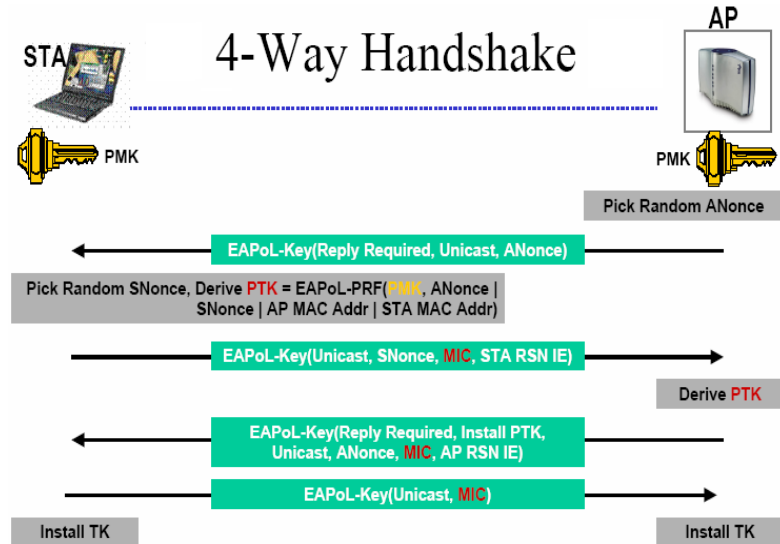 STA
4-Way Handshake
AP
PMK
PMK
Pick Random ANonce
EAPoL-Key(Reply Required, Unicast, ANonce)
Pick Random SNonce, Derive PTK = EAPoL-PRF(PMK, ANonce |
SNonce | AP MAC Addr | STA MAC Addr)
EAPoL-Key(Unicast, SNonce, MIC, STA RSN IE)
Derive PTK
EAPoL-Key(Reply Required, Install PTK,
Unicast, ANonce, MIC, AP RSN IE)
EAPoL-Key(Unicast, MIC)
Install TK
Install TK